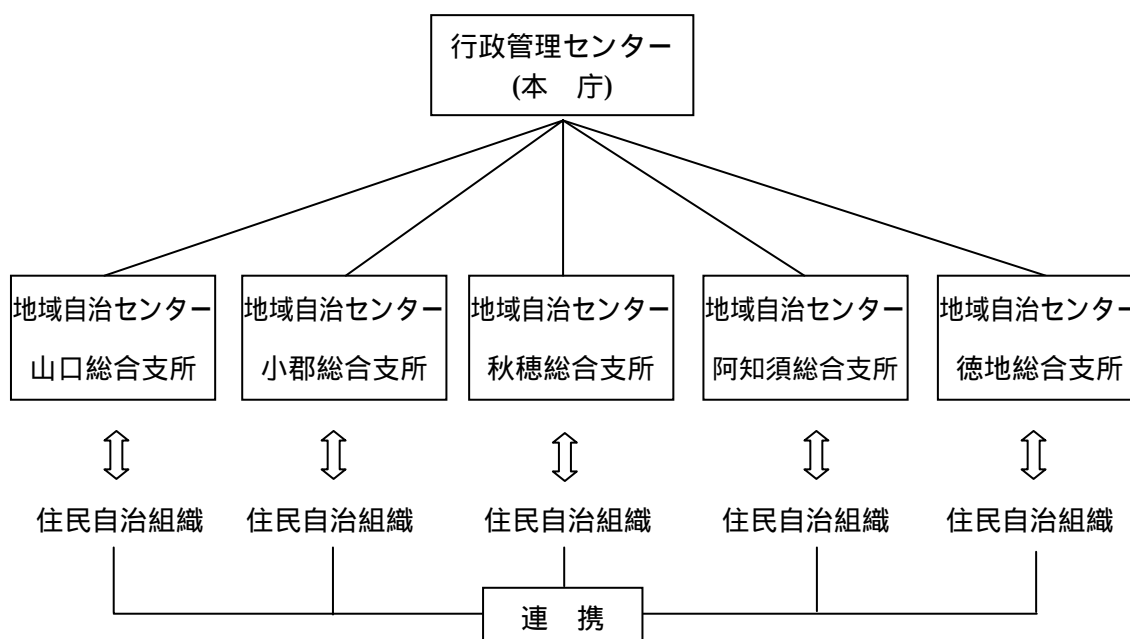 行政管理センター
(本　庁)
地域自治センター
山口総合支所
地域自治センター
小郡総合支所
地域自治センター
秋穂総合支所
地域自治センター
阿知須総合支所
地域自治センター
徳地総合支所
住民自治組織
住民自治組織
住民自治組織
住民自治組織
住民自治組織
連　携